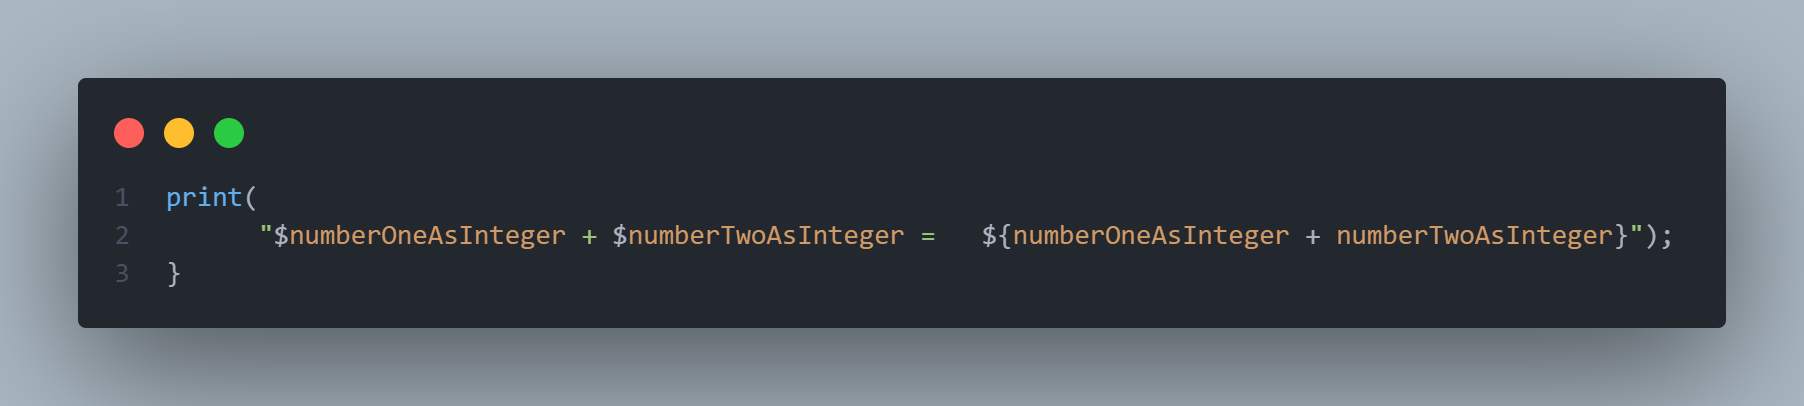 1 print(
2 "$numberOneAsInteger + $numberTwoAsInteger =   ${numberOneAsInteger + numberTwoAsInteger}");
3 }